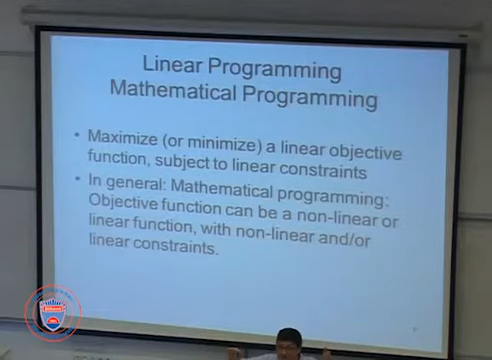 Linear Programming
Mathematical Programming
• Maximize (or minimize) a linear objective
function, subject to linear constraints
• In general: Mathematical programming:
Objective function can be a non-linear or
linear function, with non-linear and/or
linear constraints.